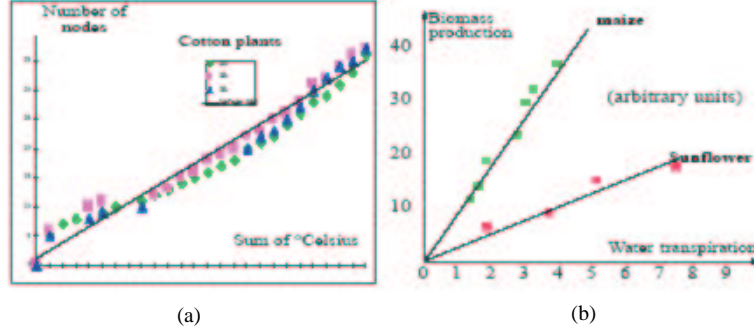 Number of
nodes
Cotton plants
Sum of °Celsius
(a)
Biomass
production
maize
40
30
(arbitrary units)
20
Sunflower
10
Water transpiration
0 1 2 3 4 5 6 7 8 9
(b)